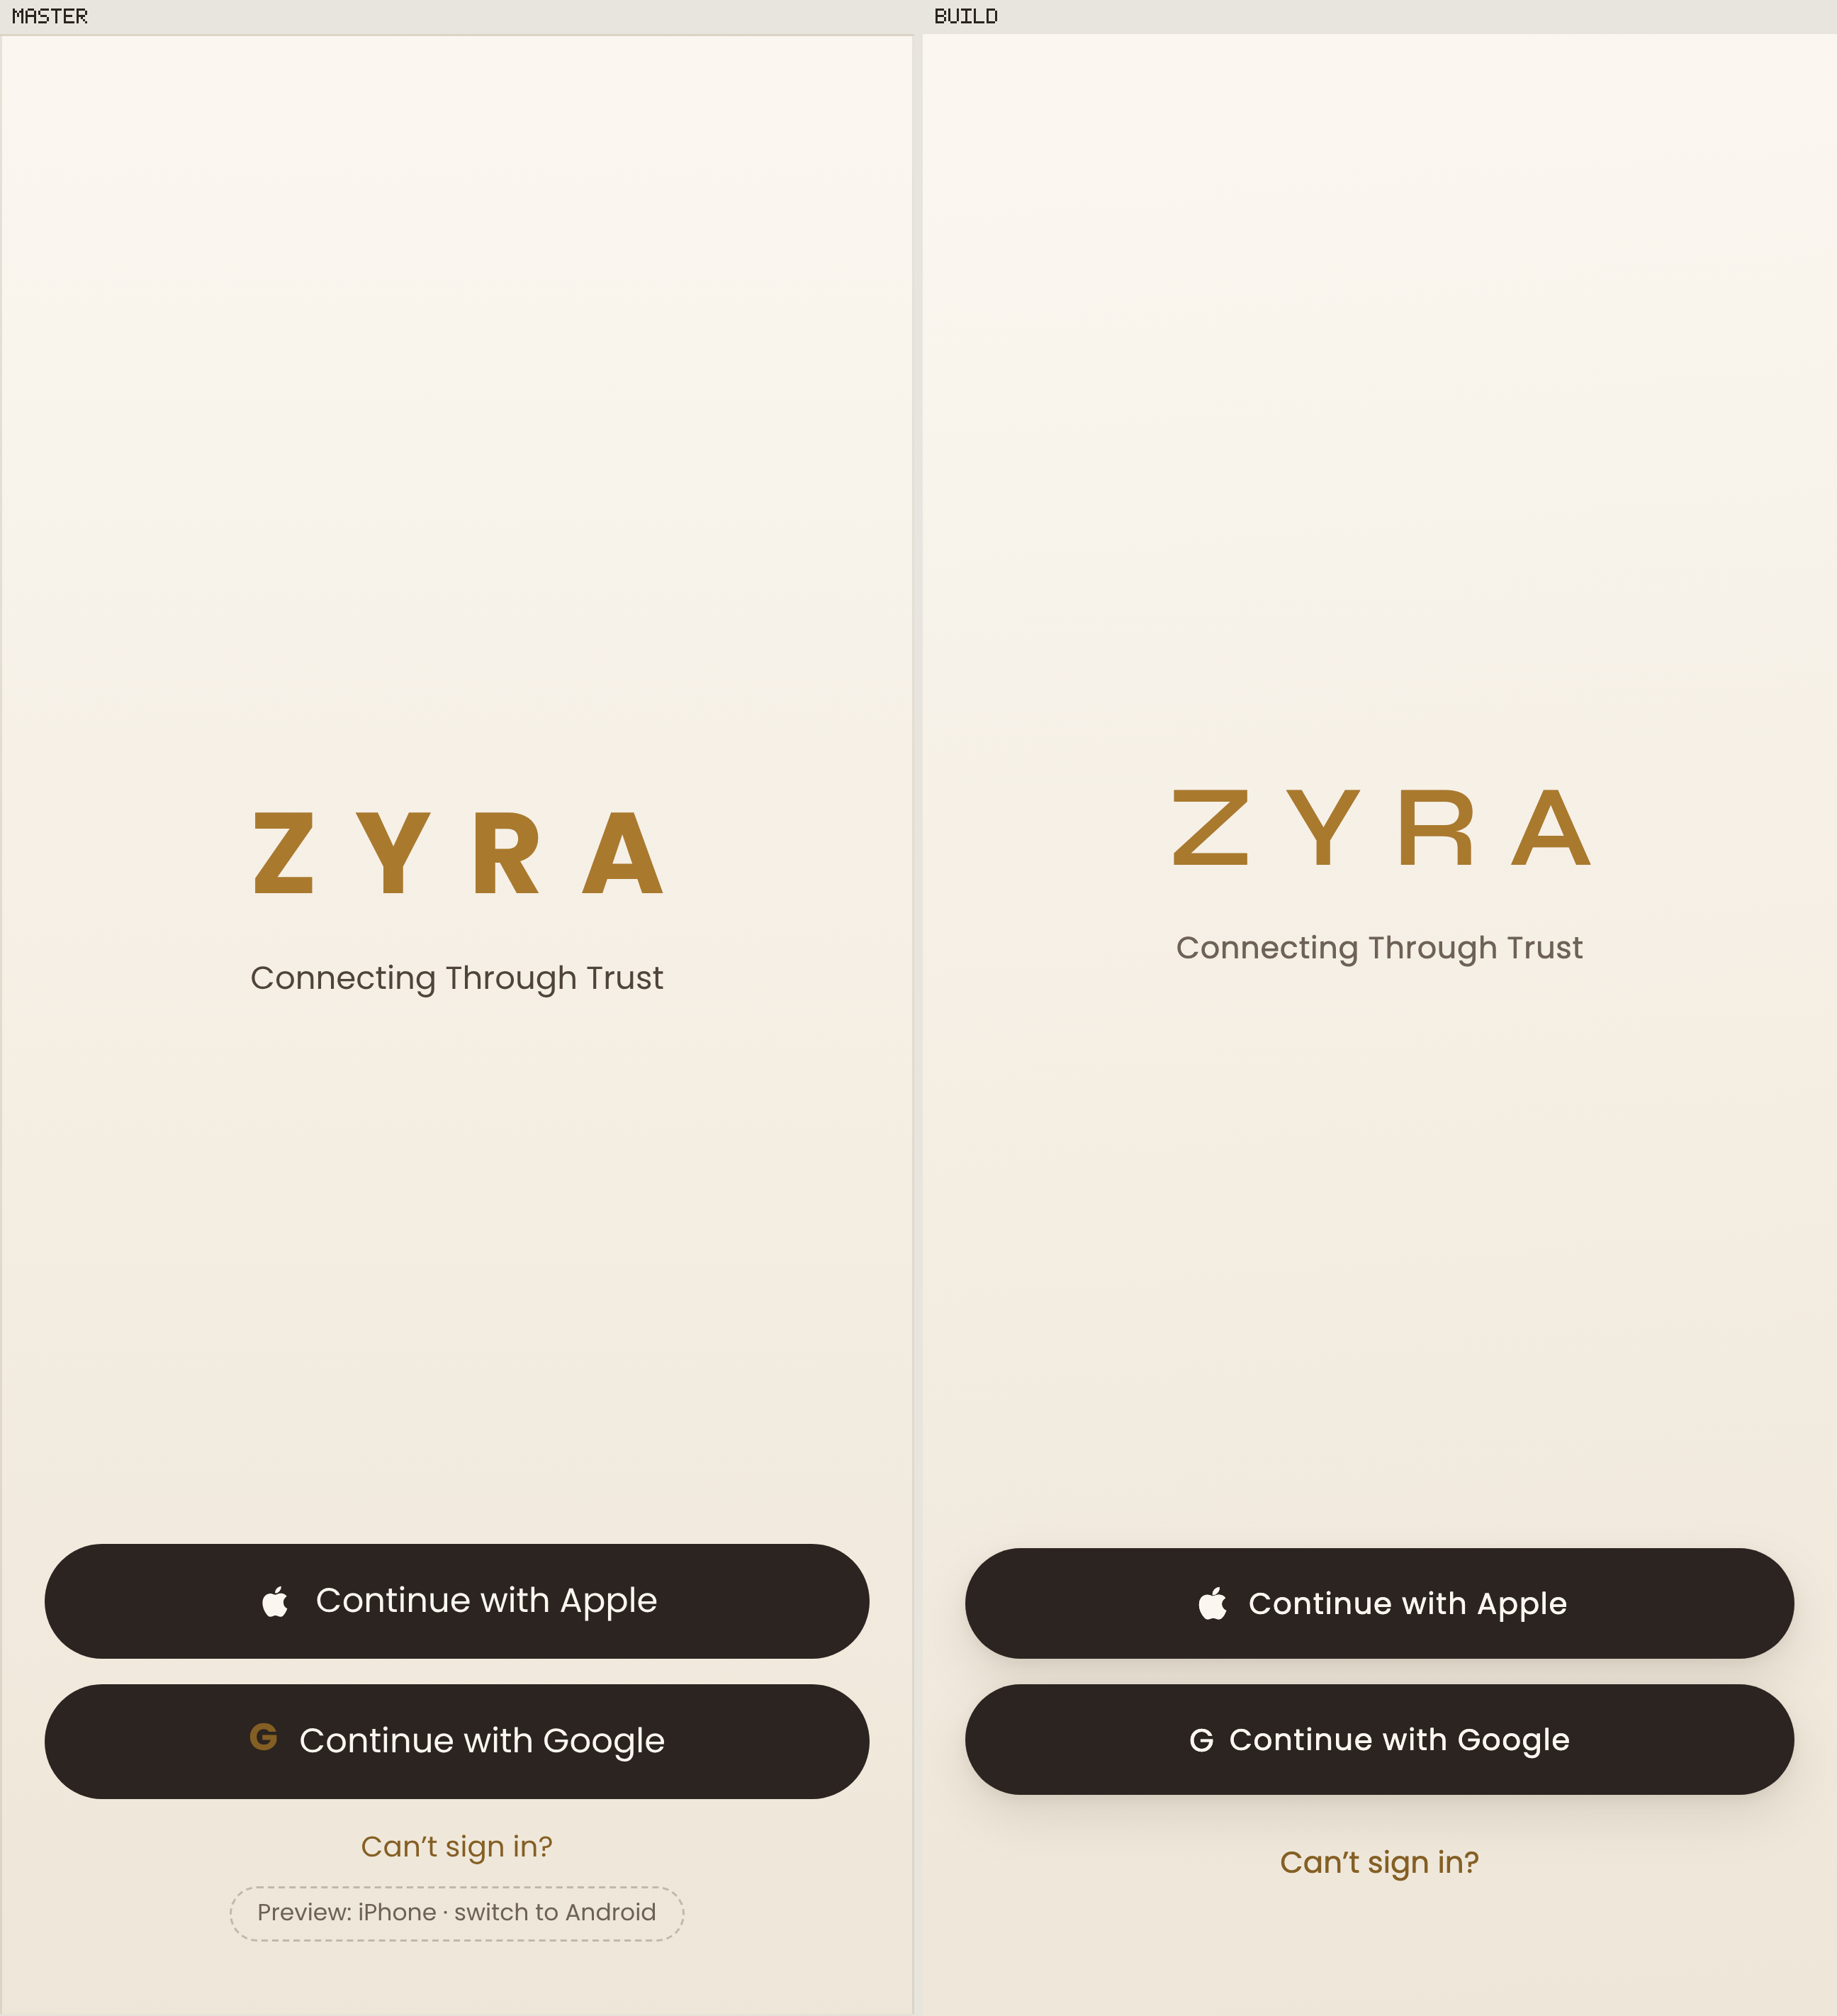 MASTER
ZYRA
Connecting Through Trust
Continue with Apple
G Continue with Google
Can’t sign in?
Preview: iPhone · switch to Android
BUILD
ZYRA
Connecting Through Trust
Continue with Apple
G Continue with Google
Can’t sign in?